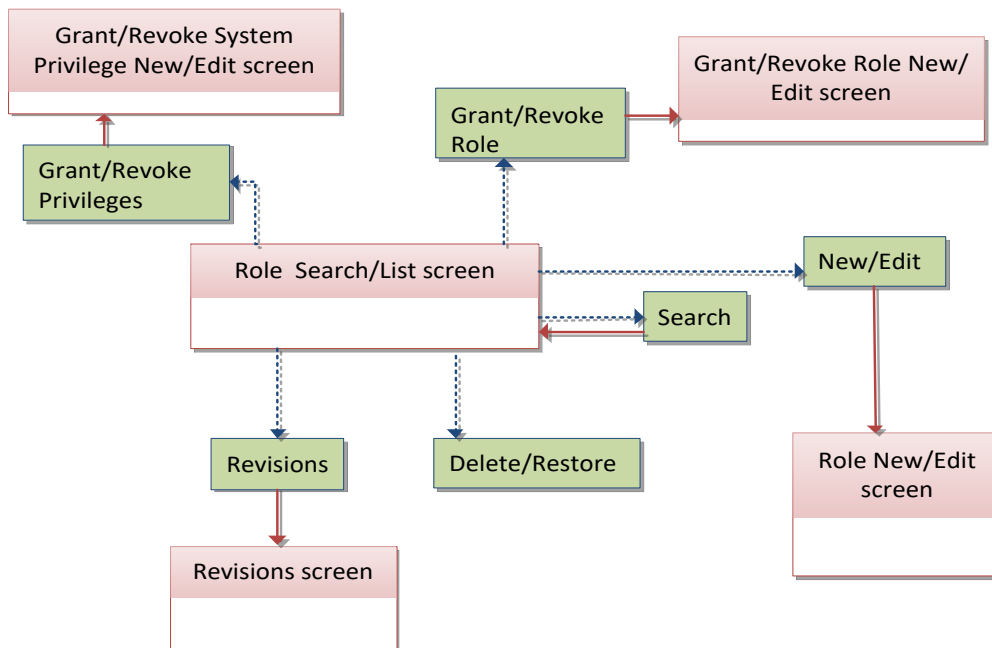 Grant/Revoke System
Privilege New/Edit screen
Grant/Revoke Role New/
Edit screen
Grant/Revoke
Role
Grant/Revoke
Privileges
Role  Search/List screen
New/Edit
Search
Revisions
Delete/Restore
Role New/Edit
screen
Revisions screen